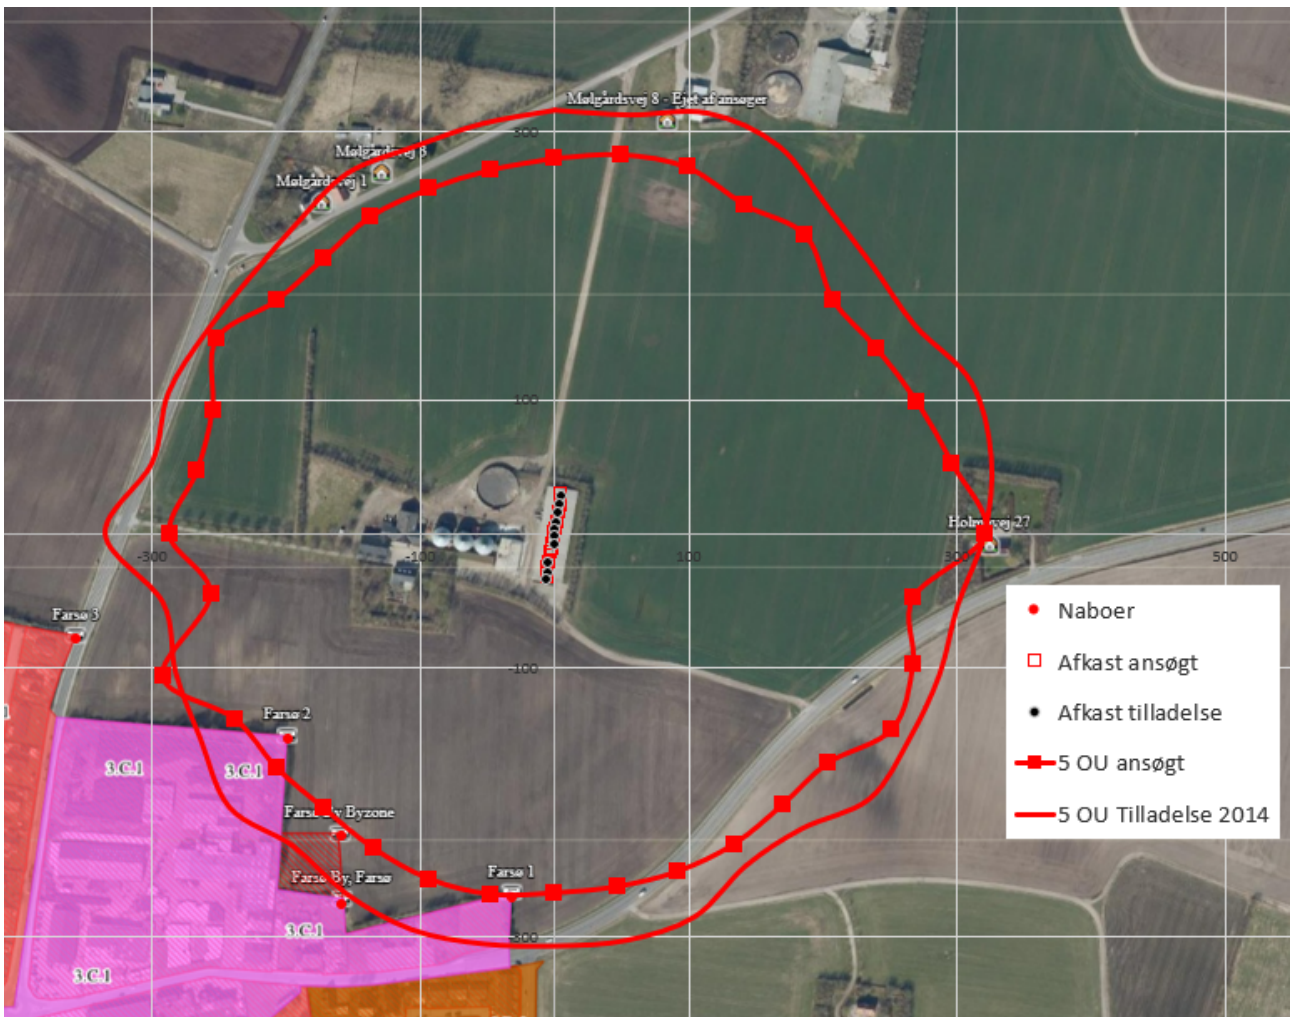 Mølgårdsvej 8 - Ejet af ansøger
300
Mølgårdsvej 3
Mølgårdsvej 1
100
Holmevej 27
-300
-100
100
300
500
Farsø 3
-100
Farsø 2
3.C.1
3.C.1
Farsø By Byzone
Farsø 1
Farsø By, Farsø
3.C.1
-300
3.C.1
Naboer
Afkast ansøgt
Afkast tilladelse
5 OU ansøgt
5 OU Tilladelse 2014